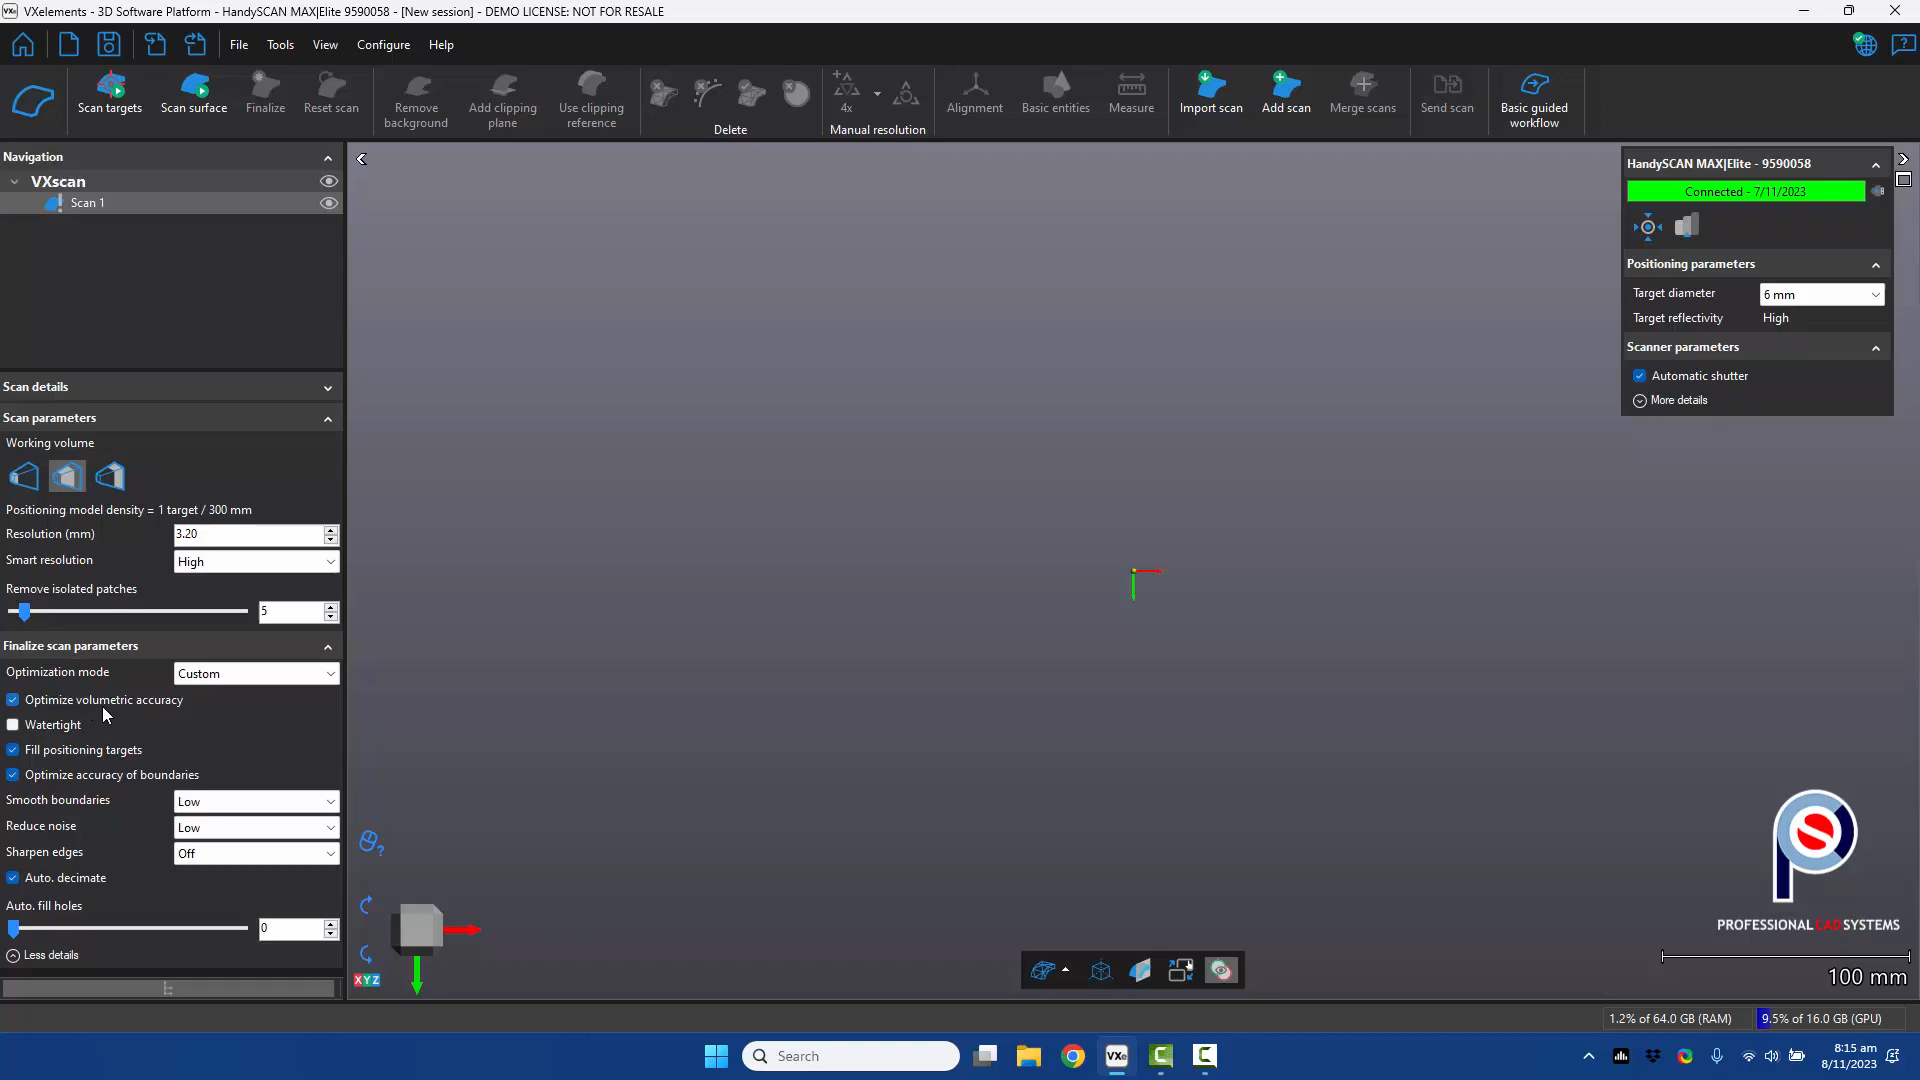 VXelements - 3D Software Platform - HandySCAN MAX|Elite 9590058 - [New session] - DEMO LICENSE: NOT FOR RESALE
File Tools View Configure Help
Scan targets
Scan surface
Finalize
Reset scan
Remove background
Add clipping plane
Use clipping reference
Delete
4x
Manual resolution
Alignment
Basic entities
Measure
Import scan
Add scan
Merge scans
Send scan
Basic guided workflow
Navigation
VXscan
Scan 1
Scan details
Scan parameters
Working volume
Positioning model density = 1 target / 300 mm
Resolution (mm) 3.20
Smart resolution High
Remove isolated patches
5
Finalize scan parameters
Optimization mode Custom
Optimize volumetric accuracy
Watertight
Fill positioning targets
Optimize accuracy of boundaries
Smooth boundaries Low
Reduce noise Low
Sharpen edges Off
Auto. decimate
Auto. fill holes
0
Less details
XYZ
HandySCAN MAX|Elite - 9590058
Connected - 7/11/2023
Positioning parameters
Target diameter 6 mm
Target reflectivity High
Scanner parameters
Automatic shutter
More details
PROFESSIONALCADSYSTEMS
100 mm
1.2% of 64.0 GB (RAM) 9.5% of 16.0 GB (GPU)
Search
VXe
8:15 am
8/11/2023